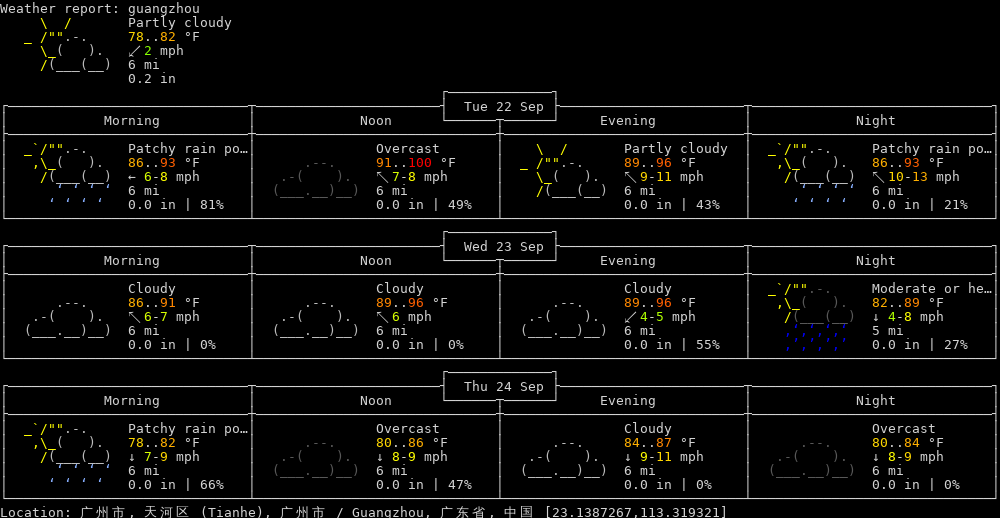 Weather report: guangzhou
Partly cloudy
78..82 °F
↙ 2 mph
6 mi
0.2 in
Tue 22 Sep
Morning Noon Evening Night
Patchy rain po… Overcast Partly cloudy Patchy rain po…
86..93 °F 91..100 °F 89..96 °F 86..93 °F
← 6-8 mph ↖ 7-8 mph ↖ 9-11 mph ↖ 10-13 mph
6 mi 6 mi 6 mi 6 mi
0.0 in | 81% 0.0 in | 49% 0.0 in | 43% 0.0 in | 21%
Wed 23 Sep
Morning Noon Evening Night
Cloudy Cloudy Cloudy Moderate or he…
86..91 °F 89..96 °F 89..96 °F 82..89 °F
↖ 6-7 mph ↖ 6 mph ↙ 4-5 mph ↓ 4-8 mph
6 mi 6 mi 6 mi 5 mi
0.0 in | 0% 0.0 in | 0% 0.0 in | 55% 0.0 in | 27%
Thu 24 Sep
Morning Noon Evening Night
Patchy rain po… Overcast Cloudy Overcast
78..82 °F 80..86 °F 84..87 °F 80..84 °F
↓ 7-9 mph ↓ 8-9 mph ↓ 9-11 mph ↓ 8-9 mph
6 mi 6 mi 6 mi 6 mi
0.0 in | 66% 0.0 in | 47% 0.0 in | 0% 0.0 in | 0%
Location: 广州市, 天河区 (Tianhe), 广州市 / Guangzhou, 广东省, 中国 [23.1387267,113.319321]